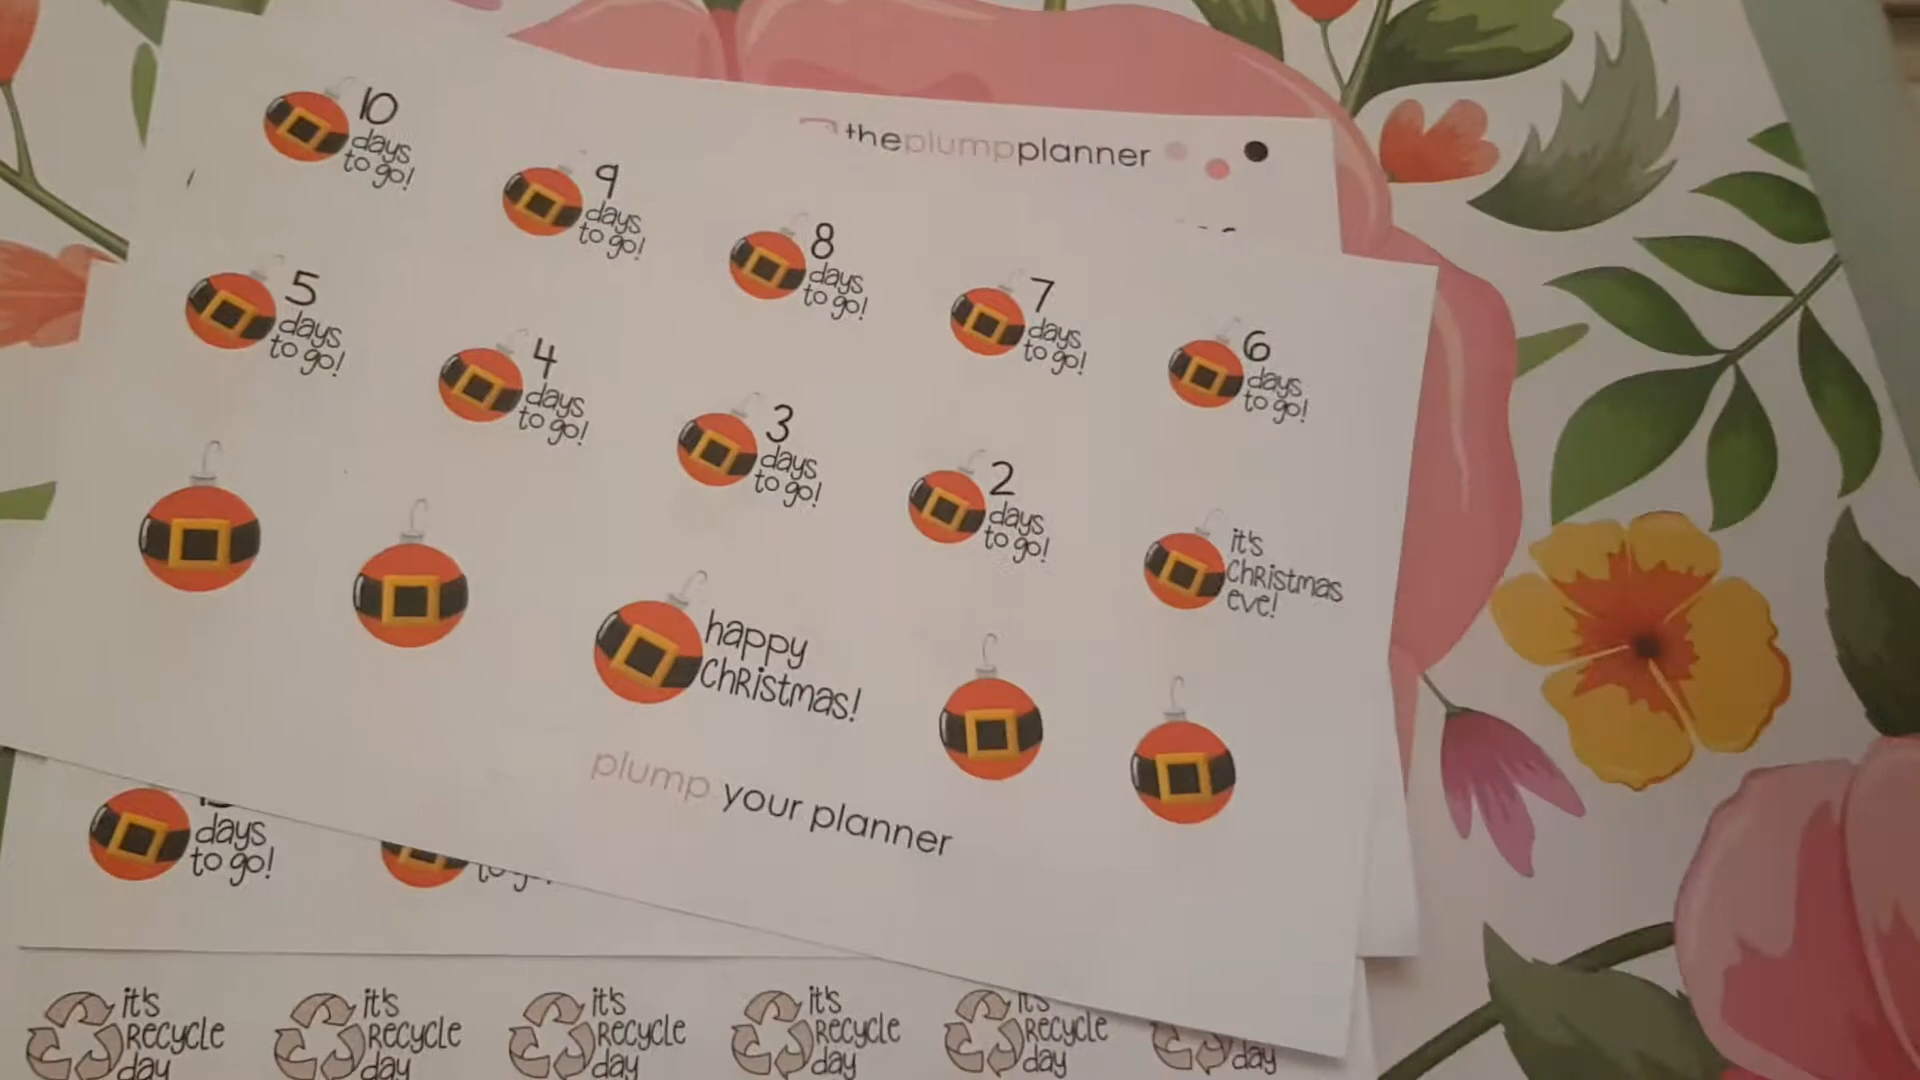 theplumpplanner
10
days
to go!
9
days
to go!
8
days
to go!
7
days
to go!
6
days
to go!
5
days
to go!
4
days
to go!
3
days
to go!
2
days
to go!
it's
Christmas
eve!
happy
Christmas!
plump your planner
days
to go!
it's
Recycle
day
it's
Recycle
day
it's
Recycle
day
it's
Recycle
day
it's
Recycle
day
day